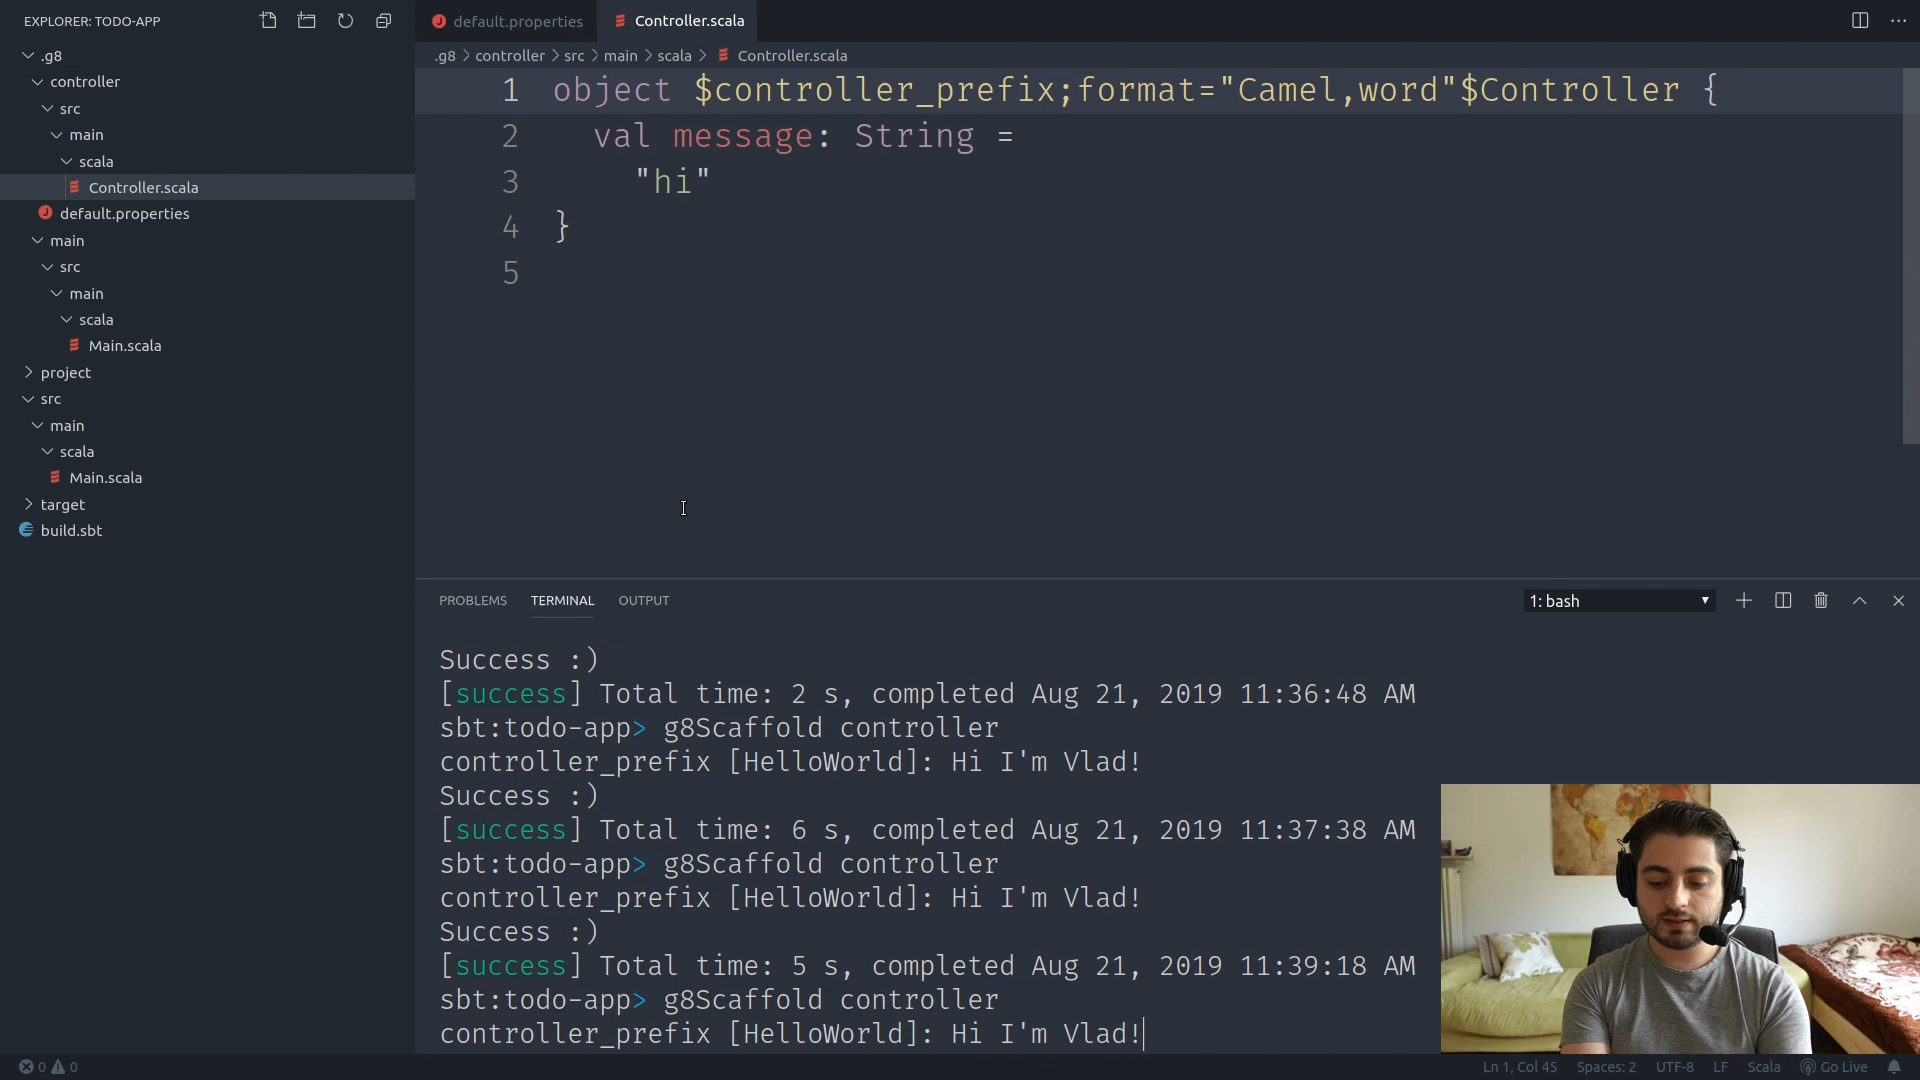 EXPLORER: TODO-APP
.g8
controller
src
main
scala
Controller.scala
default.properties
main
src
main
scala
Main.scala
project
src
main
scala
Main.scala
target
build.sbt
default.properties
Controller.scala
.g8 > controller > src > main > scala > Controller.scala
1 object $controller_prefix;format="Camel,word"$Controller {
2 val message: String =
3 "hi"
4 }
5
PROBLEMS TERMINAL OUTPUT
1: bash
Success :)
[success] Total time: 2 s, completed Aug 21, 2019 11:36:48 AM
sbt:todo-app> g8Scaffold controller
controller_prefix [HelloWorld]: Hi I'm Vlad!
Success :)
[success] Total time: 6 s, completed Aug 21, 2019 11:37:38 AM
sbt:todo-app> g8Scaffold controller
controller_prefix [HelloWorld]: Hi I'm Vlad!
Success :)
[success] Total time: 5 s, completed Aug 21, 2019 11:39:18 AM
sbt:todo-app> g8Scaffold controller
controller_prefix [HelloWorld]: Hi I'm Vlad!
0 0
Ln 1, Col 45 Spaces: 2 UTF-8 LF Scala Go Live